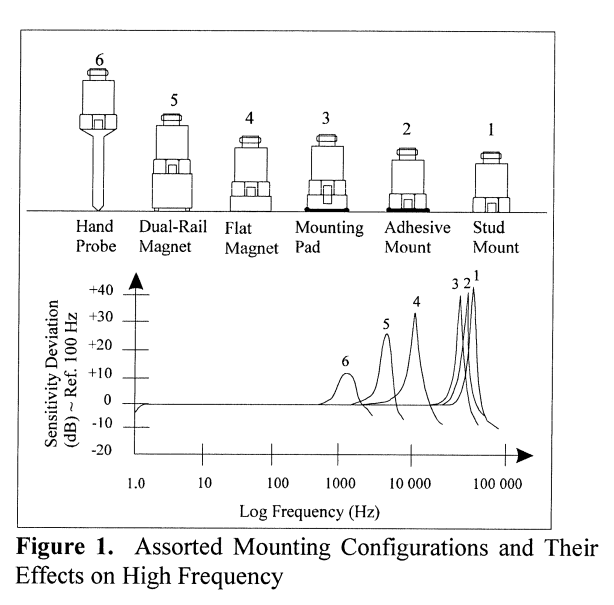 6
5
4
3
2
1
Hand Probe
Dual-Rail Magnet
Flat Magnet
Mounting Pad
Adhesive Mount
Stud Mount
Sensitivity Deviation
(dB) ~ Ref. 100 Hz
+40
+30
+20
+10
0
-10
-20
6
5
4
3
2
1
1.0 10 100 1000 10 000 100 000
Log Frequency (Hz)
Figure 1. Assorted Mounting Configurations and Their
Effects on High Frequency